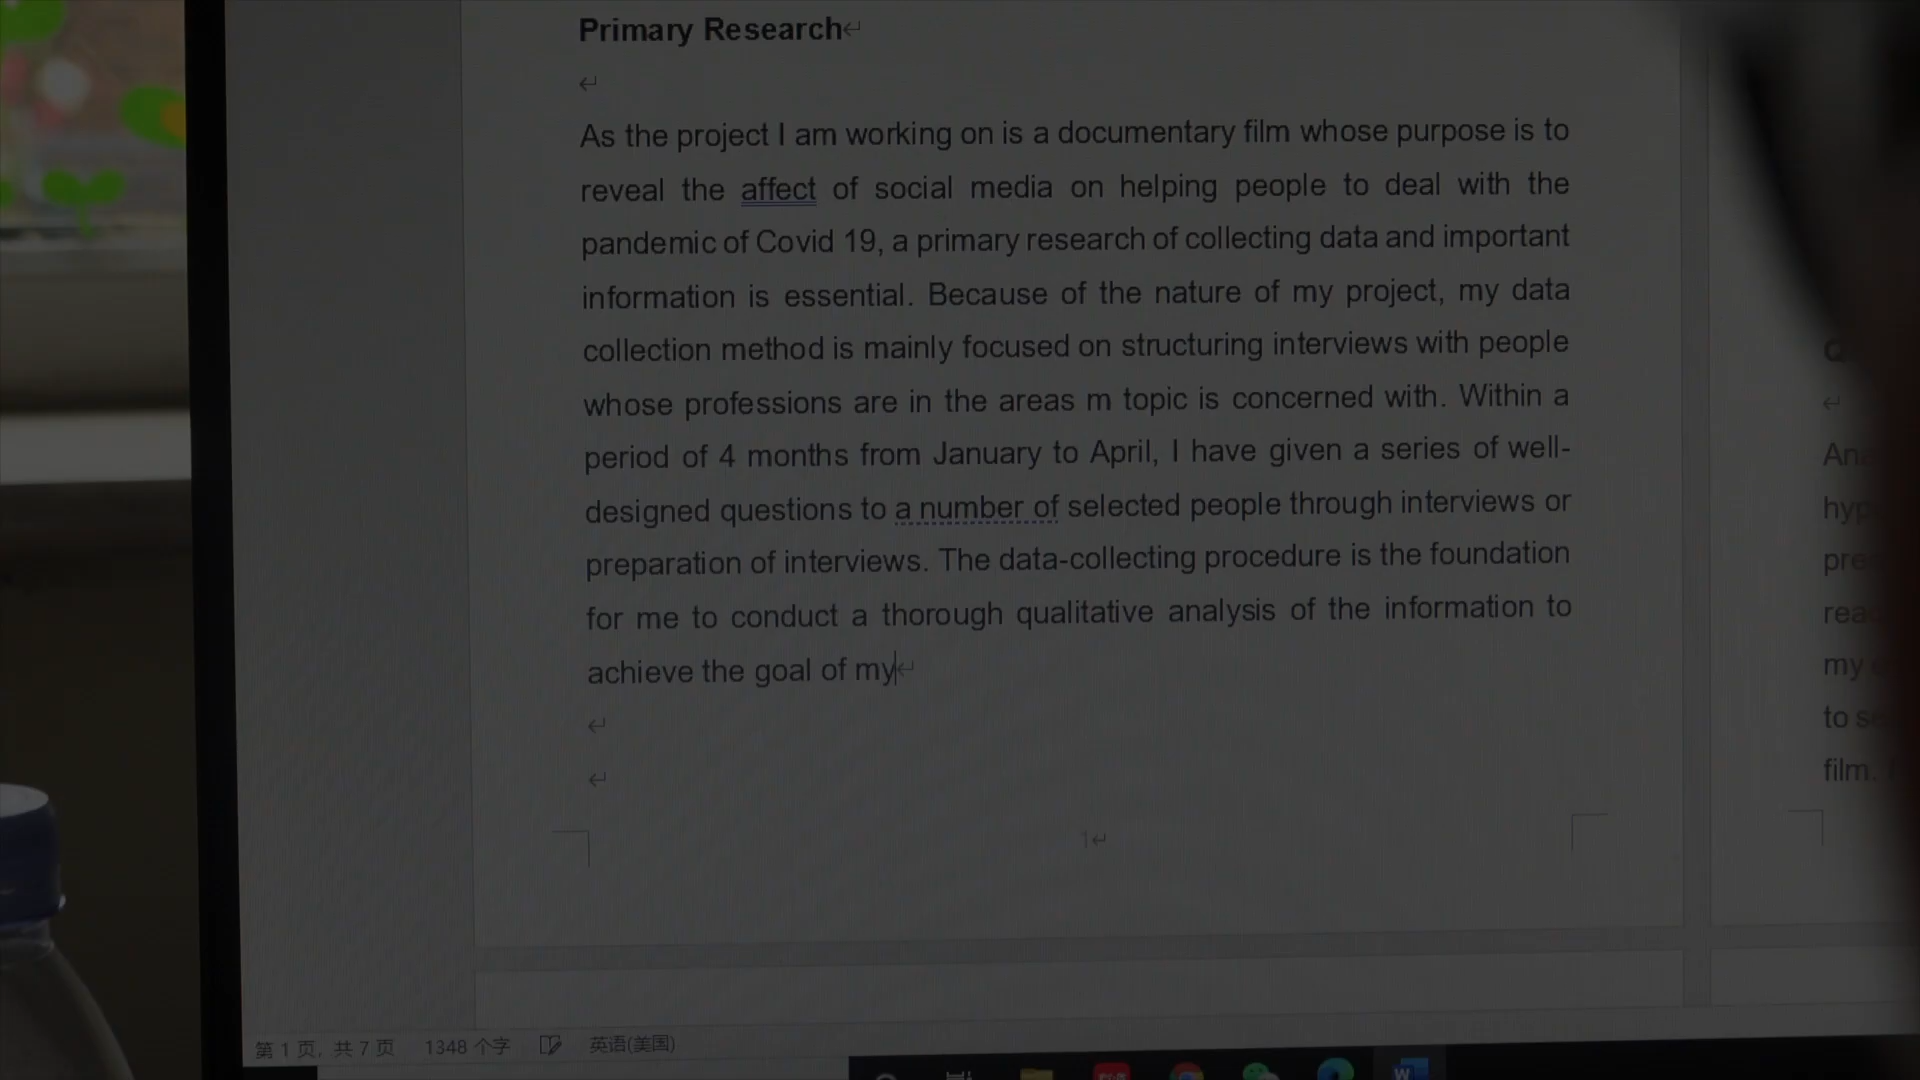 Primary Research
As the project I am working on is a documentary film whose purpose is to
reveal the affect of social media on helping people to deal with the
pandemic of Covid 19, a primary research of collecting data and important
information is essential. Because of the nature of my project, my data
collection method is mainly focused on structuring interviews with people
whose professions are in the areas m topic is concerned with. Within a
period of 4 months from January to April, I have given a series of well-
designed questions to a number of selected people through interviews or
preparation of interviews. The data-collecting procedure is the foundation
for me to conduct a thorough qualitative analysis of the information to
achieve the goal of my
1
my
to
film.
第 1 页, 共 7 页 1348 个字 英语(美国)